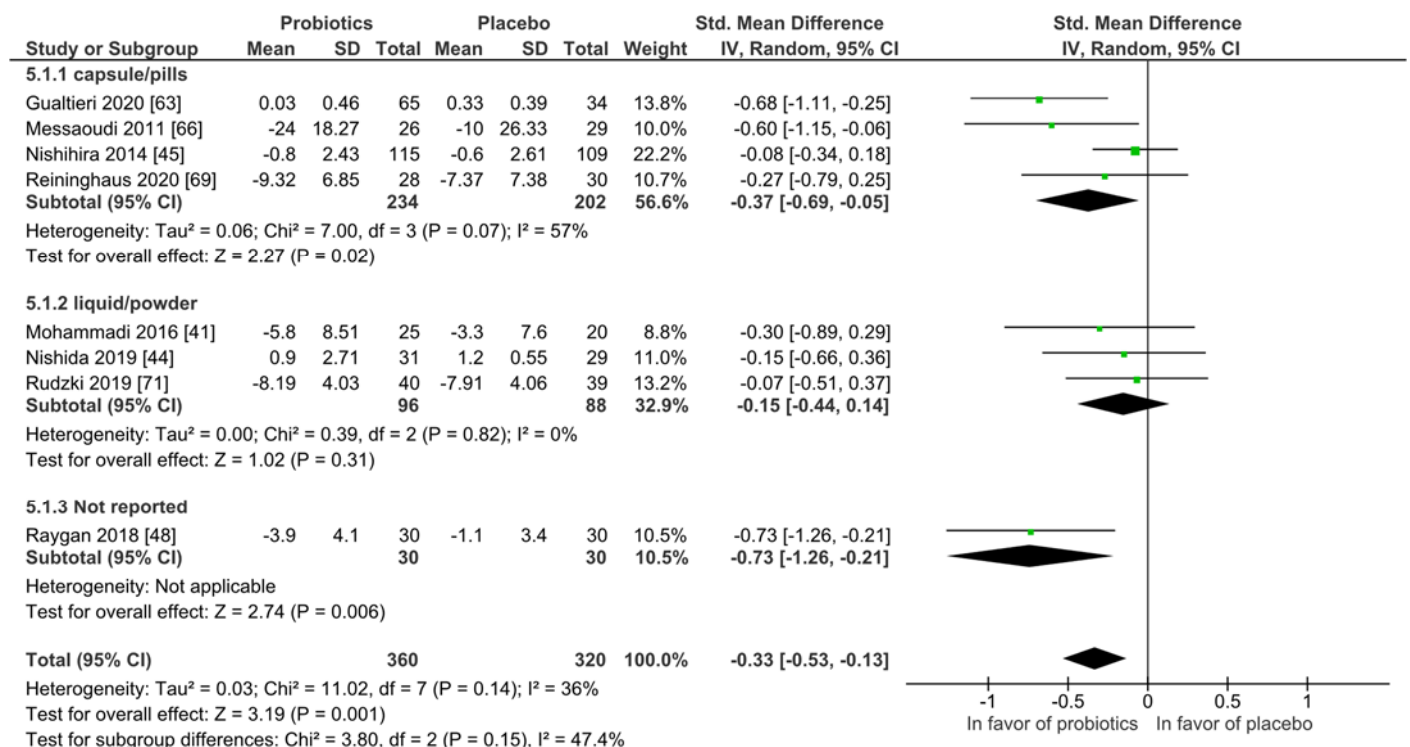 Probiotics Placebo Std. Mean Difference Std. Mean Difference
Study or Subgroup Mean SD Total Mean SD Total Weight IV, Random, 95% CI IV, Random, 95% CI
5.1.1 capsule/pills
Gualtieri 2020 [63] 0.03 0.46 65 0.33 0.39 34 13.8% -0.68 [-1.11, -0.25]
Messaoudi 2011 [66] -24 18.27 26 -10 26.33 29 10.0% -0.60 [-1.15, -0.06]
Nishihira 2014 [45] -0.8 2.43 115 -0.6 2.61 109 22.2% -0.08 [-0.34, 0.18]
Reininghaus 2020 [69] -9.32 6.85 28 -7.37 7.38 30 10.7% -0.27 [-0.79, 0.25]
Subtotal (95% CI) 234 202 56.6% -0.37 [-0.69, -0.05]
Heterogeneity: Tau² = 0.06; Chi² = 7.00, df = 3 (P = 0.07); I² = 57%
Test for overall effect: Z = 2.27 (P = 0.02)
5.1.2 liquid/powder
Mohammadi 2016 [41] -5.8 8.51 25 -3.3 7.6 20 8.8% -0.30 [-0.89, 0.29]
Nishida 2019 [44] 0.9 2.71 31 1.2 0.55 29 11.0% -0.15 [-0.66, 0.36]
Rudzki 2019 [71] -8.19 4.03 40 -7.91 4.06 39 13.2% -0.07 [-0.51, 0.37]
Subtotal (95% CI) 96 88 32.9% -0.15 [-0.44, 0.14]
Heterogeneity: Tau² = 0.00; Chi² = 0.39, df = 2 (P = 0.82); I² = 0%
Test for overall effect: Z = 1.02 (P = 0.31)
5.1.3 Not reported
Raygan 2018 [48] -3.9 4.1 30 -1.1 3.4 30 10.5% -0.73 [-1.26, -0.21]
Subtotal (95% CI) 30 30 10.5% -0.73 [-1.26, -0.21]
Heterogeneity: Not applicable
Test for overall effect: Z = 2.74 (P = 0.006)
Total (95% CI) 360 320 100.0% -0.33 [-0.53, -0.13]
Heterogeneity: Tau² = 0.03; Chi² = 11.02, df = 7 (P = 0.14); I² = 36%
Test for overall effect: Z = 3.19 (P = 0.001)
Test for subgroup differences: Chi² = 3.80, df = 2 (P = 0.15), I² = 47.4%
-1 -0.5 0 0.5 1
In favor of probiotics In favor of placebo